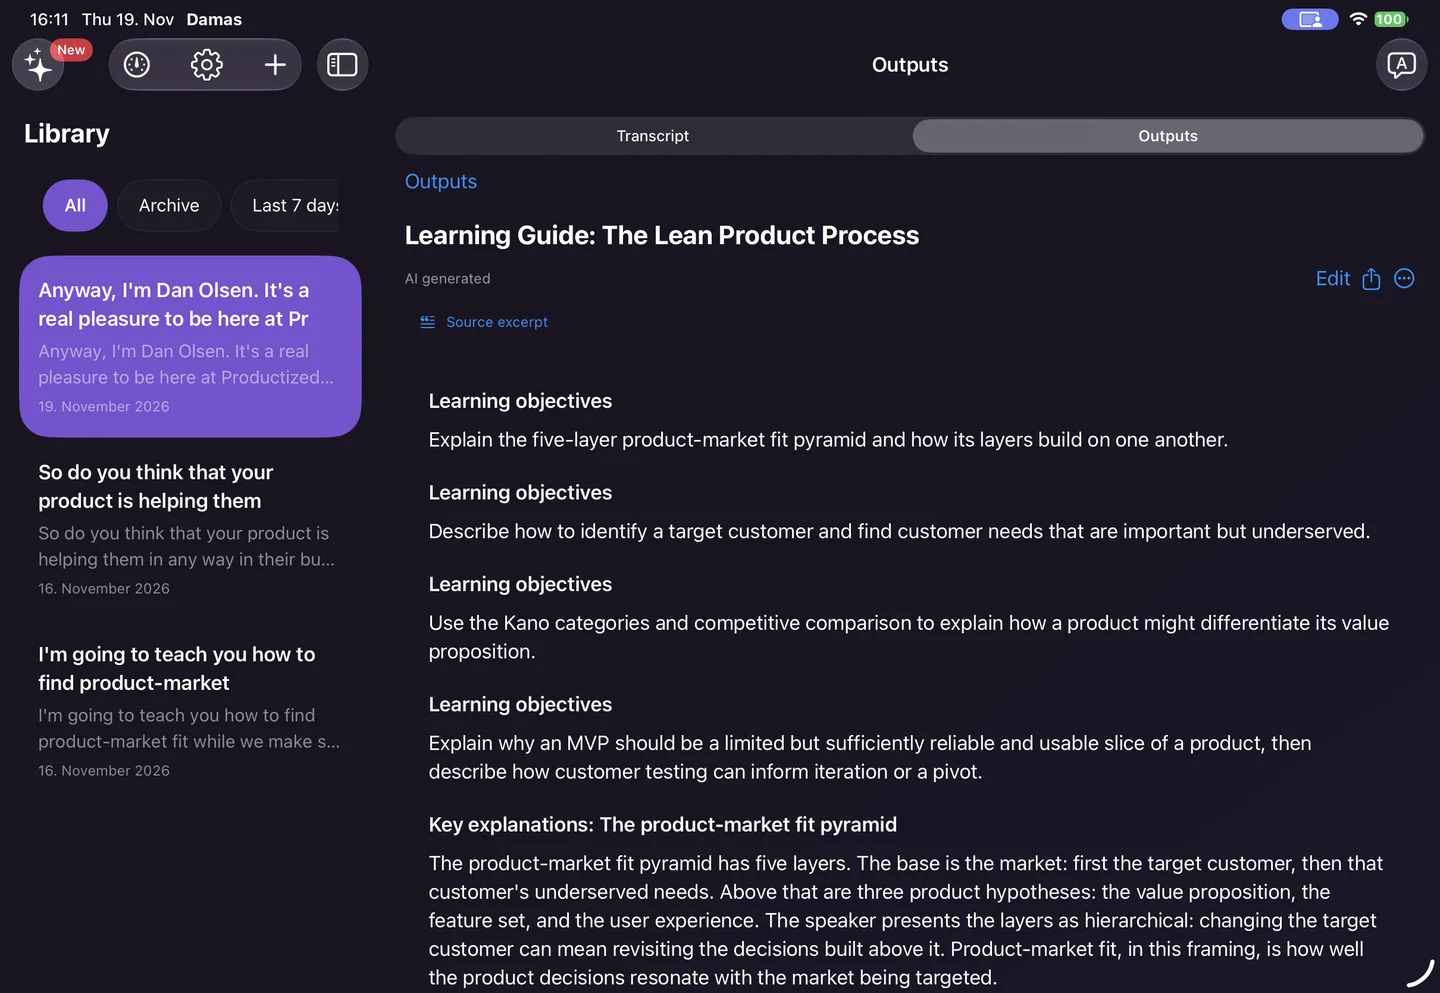 16:11 Thu 19. Nov Damas
100
New
Outputs
A
Library
Transcript
Outputs
All
Archive
Last 7 days
Anyway, I'm Dan Olsen. It's a
real pleasure to be here at Pr
Anyway, I'm Dan Olsen. It's a real
pleasure to be here at Productized...
19. November 2026
So do you think that your
product is helping them
So do you think that your product is
helping them in any way in their bu...
16. November 2026
I'm going to teach you how to
find product-market
I'm going to teach you how to find
product-market fit while we make s...
16. November 2026
Outputs
Learning Guide: The Lean Product Process
AI generated
Edit
Source excerpt
Learning objectives
Explain the five-layer product-market fit pyramid and how its layers build on one another.
Learning objectives
Describe how to identify a target customer and find customer needs that are important but underserved.
Learning objectives
Use the Kano categories and competitive comparison to explain how a product might differentiate its value
proposition.
Learning objectives
Explain why an MVP should be a limited but sufficiently reliable and usable slice of a product, then
describe how customer testing can inform iteration or a pivot.
Key explanations: The product-market fit pyramid
The product-market fit pyramid has five layers. The base is the market: first the target customer, then that
customer's underserved needs. Above that are three product hypotheses: the value proposition, the
feature set, and the user experience. The speaker presents the layers as hierarchical: changing the target
customer can mean revisiting the decisions built above it. Product-market fit, in this framing, is how well
the product decisions resonate with the market being targeted.